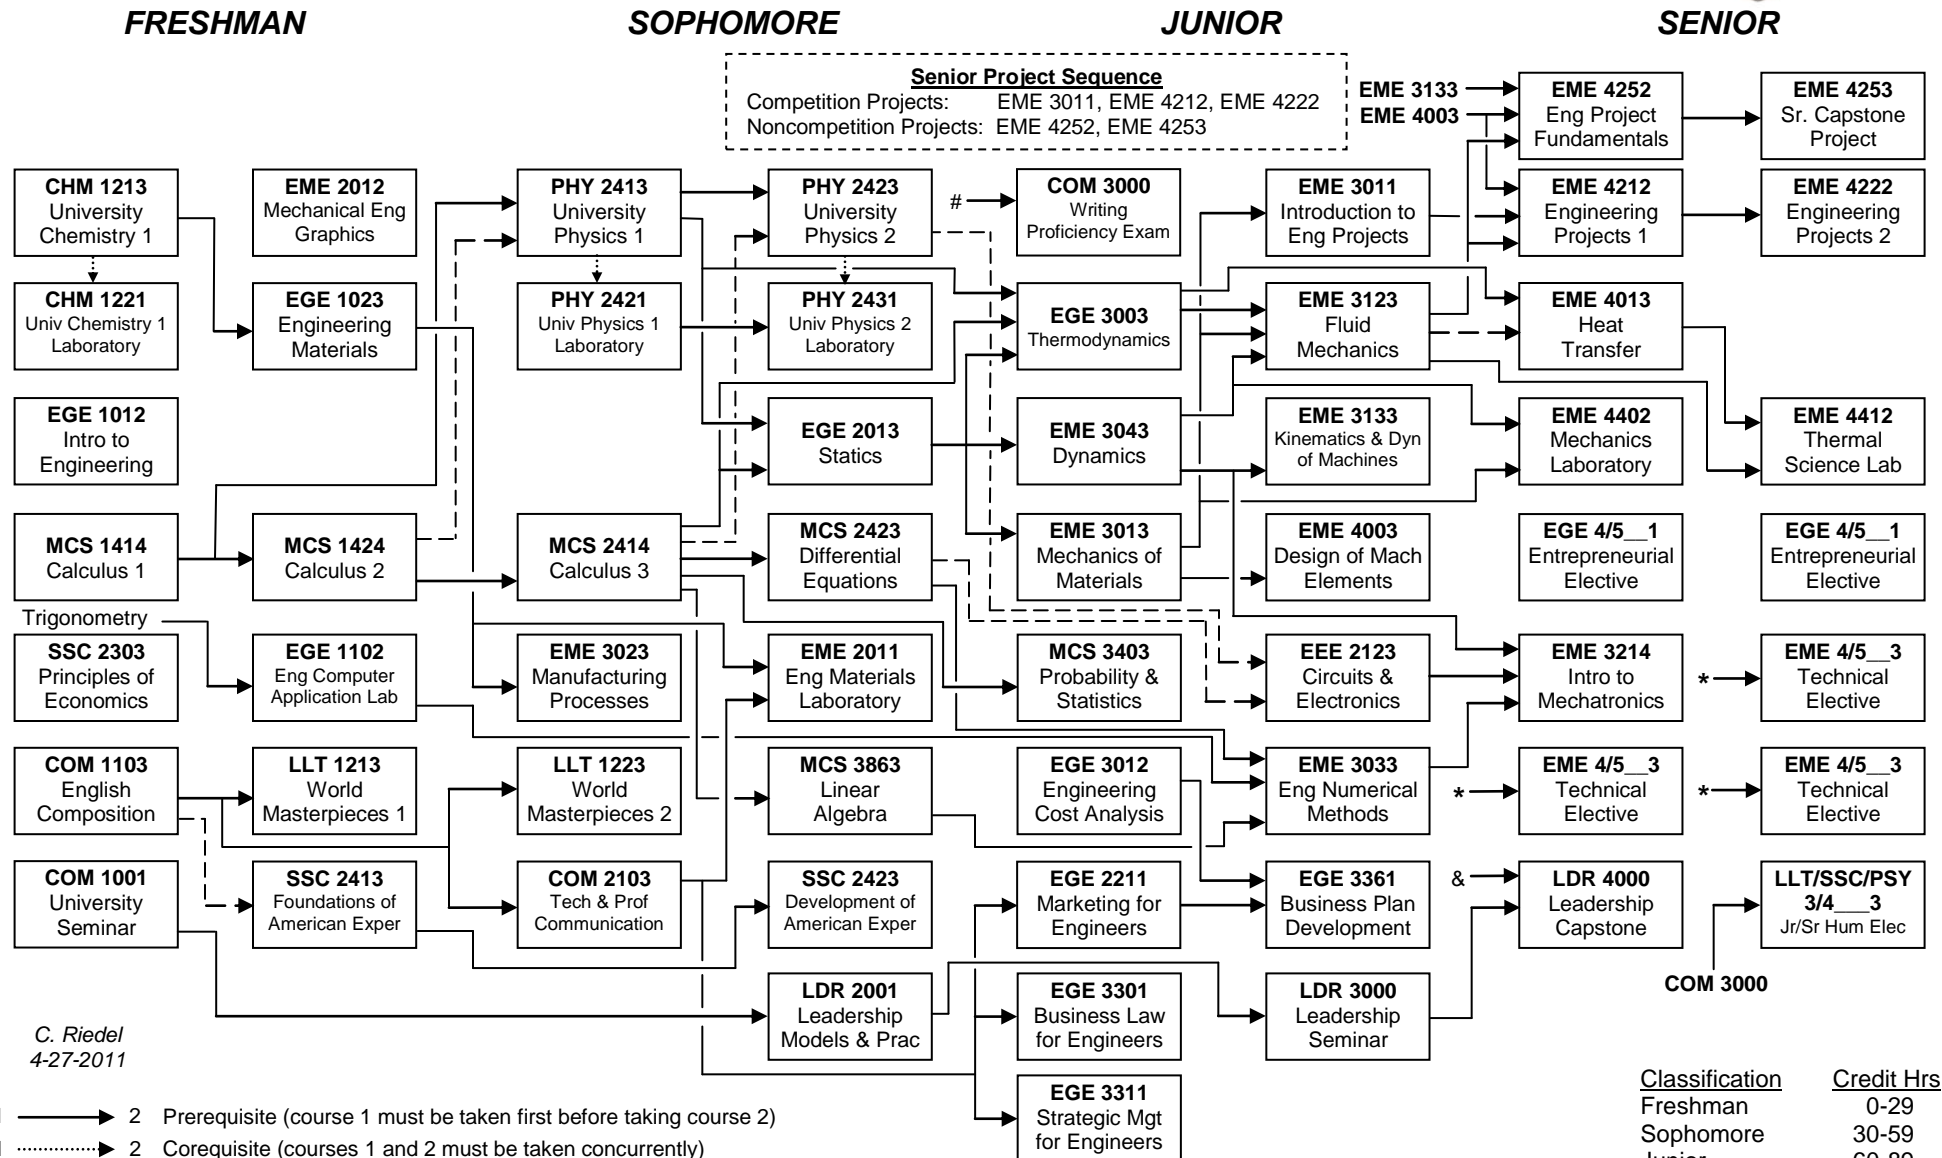 FRESHMAN
SOPHOMORE
JUNIOR
SENIOR
Senior Project Sequence
Competition Projects: EME 3011, EME 4212, EME 4222
Noncompetition Projects: EME 4252, EME 4253
EME 3133
EME 4003
EME 4252
Eng Project
Fundamentals
EME 4253
Sr. Capstone
Project
CHM 1213
University
Chemistry 1
EME 2012
Mechanical Eng
Graphics
PHY 2413
University
Physics 1
PHY 2423
University
Physics 2
#
COM 3000
Writing
Proficiency Exam
EME 3011
Introduction to
Eng Projects
EME 4212
Engineering
Projects 1
EME 4222
Engineering
Projects 2
CHM 1221
Univ Chemistry 1
Laboratory
EGE 1023
Engineering
Materials
PHY 2421
Univ Physics 1
Laboratory
PHY 2431
Univ Physics 2
Laboratory
EGE 3003
Thermodynamics
EME 3123
Fluid
Mechanics
EME 4013
Heat
Transfer
EGE 1012
Intro to
Engineering
EGE 2013
Statics
EME 3043
Dynamics
EME 3133
Kinematics & Dyn
of Machines
EME 4402
Mechanics
Laboratory
EME 4412
Thermal
Science Lab
MCS 1414
Calculus 1
MCS 1424
Calculus 2
MCS 2414
Calculus 3
MCS 2423
Differential
Equations
EME 3013
Mechanics of
Materials
EME 4003
Design of Mach
Elements
EGE 4/5__1
Entrepreneurial
Elective
EGE 4/5__1
Entrepreneurial
Elective
Trigonometry
SSC 2303
Principles of
Economics
EGE 1102
Eng Computer
Application Lab
EME 3023
Manufacturing
Processes
EME 2011
Eng Materials
Laboratory
MCS 3403
Probability &
Statistics
EEE 2123
Circuits &
Electronics
EME 3214
Intro to
Mechatronics
*
EME 4/5__3
Technical
Elective
COM 1103
English
Composition
LLT 1213
World
Masterpieces 1
LLT 1223
World
Masterpieces 2
MCS 3863
Linear
Algebra
EGE 3012
Engineering
Cost Analysis
EME 3033
Eng Numerical
Methods
*
EME 4/5__3
Technical
Elective
*
EME 4/5__3
Technical
Elective
COM 1001
University
Seminar
SSC 2413
Foundations of
American Exper
COM 2103
Tech & Prof
Communication
SSC 2423
Development of
American Exper
EGE 2211
Marketing for
Engineers
EGE 3361
Business Plan
Development
&
LDR 4000
Leadership
Capstone
LLT/SSC/PSY
3/4___3
Jr/Sr Hum Elec
COM 3000
LDR 2001
Leadership
Models & Prac
EGE 3301
Business Law
for Engineers
LDR 3000
Leadership
Seminar
C. Riedel
4-27-2011
EGE 3311
Strategic Mgt
for Engineers
2 Prerequisite (course 1 must be taken first before taking course 2)
2 Corequisite (courses 1 and 2 must be taken concurrently)
Classification Credit Hrs
Freshman 0-29
Sophomore 30-59
Junior 60-89